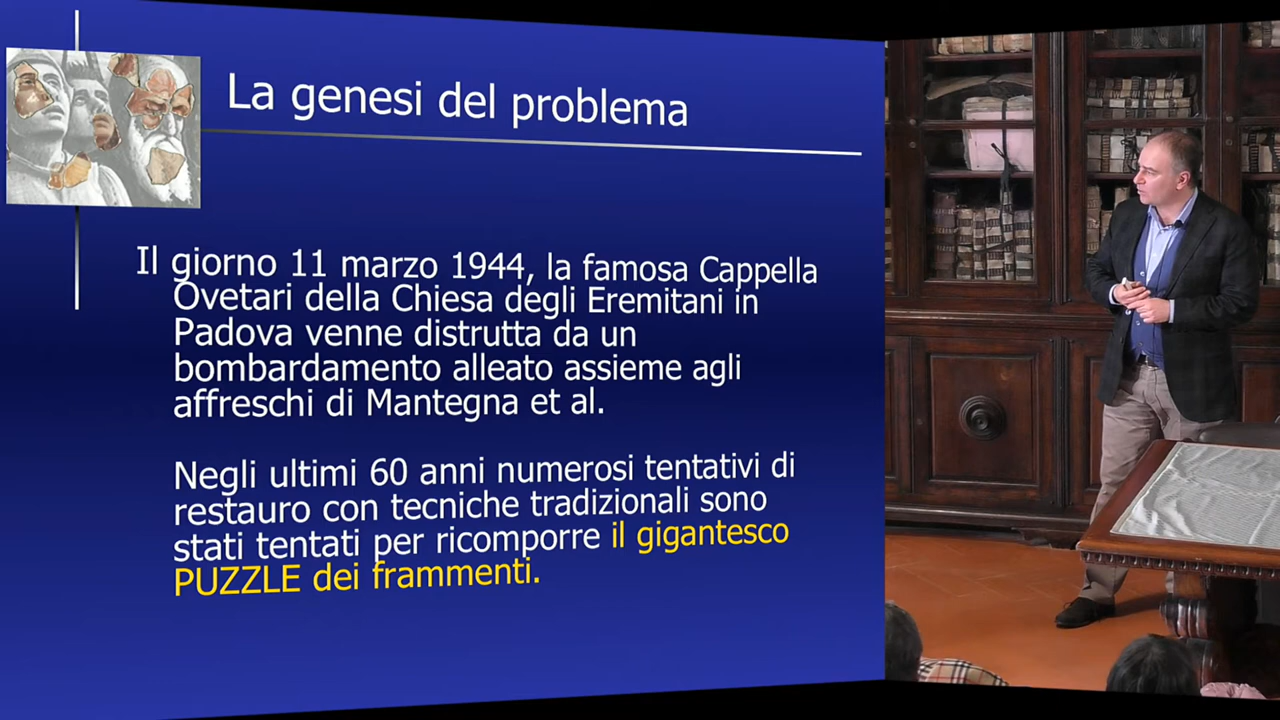 La genesi del problema
Il giorno 11 marzo 1944, la famosa Cappella
Ovetari della Chiesa degli Eremitani in
Padova venne distrutta da un
bombardamento alleato assieme agli
affreschi di Mantegna et al.
Negli ultimi 60 anni numerosi tentativi di
restauro con tecniche tradizionali sono
stati tentati per ricomporre il gigantesco
PUZZLE dei frammenti.